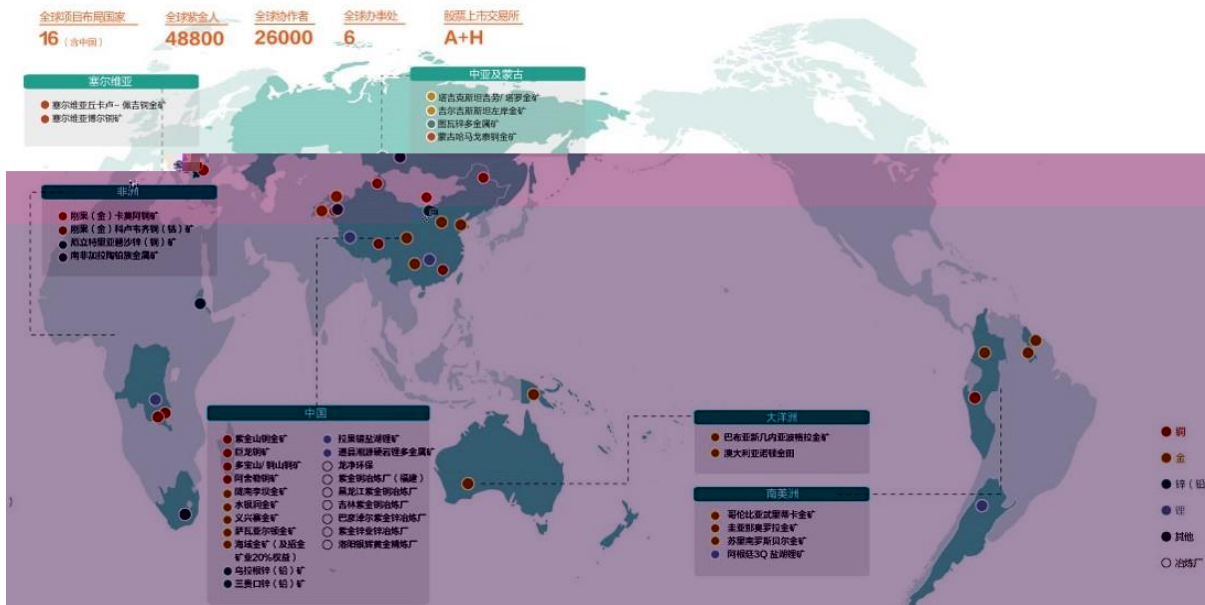 全球项目布局国家
16（含中国）
全球紫金人
48800
全球协作者
26000
全球办事处
6
股票上市交易所
A+H
塞尔维亚
塞尔维亚丘卡卢-佩吉铜金矿
塞尔维亚博尔铜矿
中亚及蒙古
塔吉克斯坦吉劳/塔罗金矿
吉尔吉斯斯坦左岸金矿
图瓦锌多金属矿
蒙古哈马戈泰铜金矿
非洲
刚果（金）卡莫阿铜矿
刚果（金）科卢韦齐铜（钴）矿
厄立特里亚碧沙锌（铜）矿
南非加拉陶铂族金属矿
中国
紫金山铜金矿
巨龙铜矿
多宝山/铜山铜矿
阿舍勒铜矿
陇南李坝金矿
水银洞金矿
义兴寨金矿
萨瓦亚尔顿金矿
海域金矿（及招金
矿业20%权益）
乌拉根锌（铅）矿
三贵口锌（铅）矿
拉果错盐湖锂矿
道县湘源硬岩锂多金属矿
龙净环保
紫金铜冶炼厂（福建）
黑龙江紫金铜冶炼厂
吉林紫金铜冶炼厂
巴彦淖尔紫金锌冶炼厂
紫金锌业锌冶炼厂
洛阳银辉黄金精炼厂
大洋洲
巴布亚新几内亚波格拉金矿
澳大利亚诺顿金田
南美洲
哥伦比亚武里蒂卡金矿
圭亚那奥罗拉金矿
苏里南罗斯贝尔金矿
阿根廷3Q盐湖锂矿
铜
金
锌（铅
锂
其他
冶炼厂